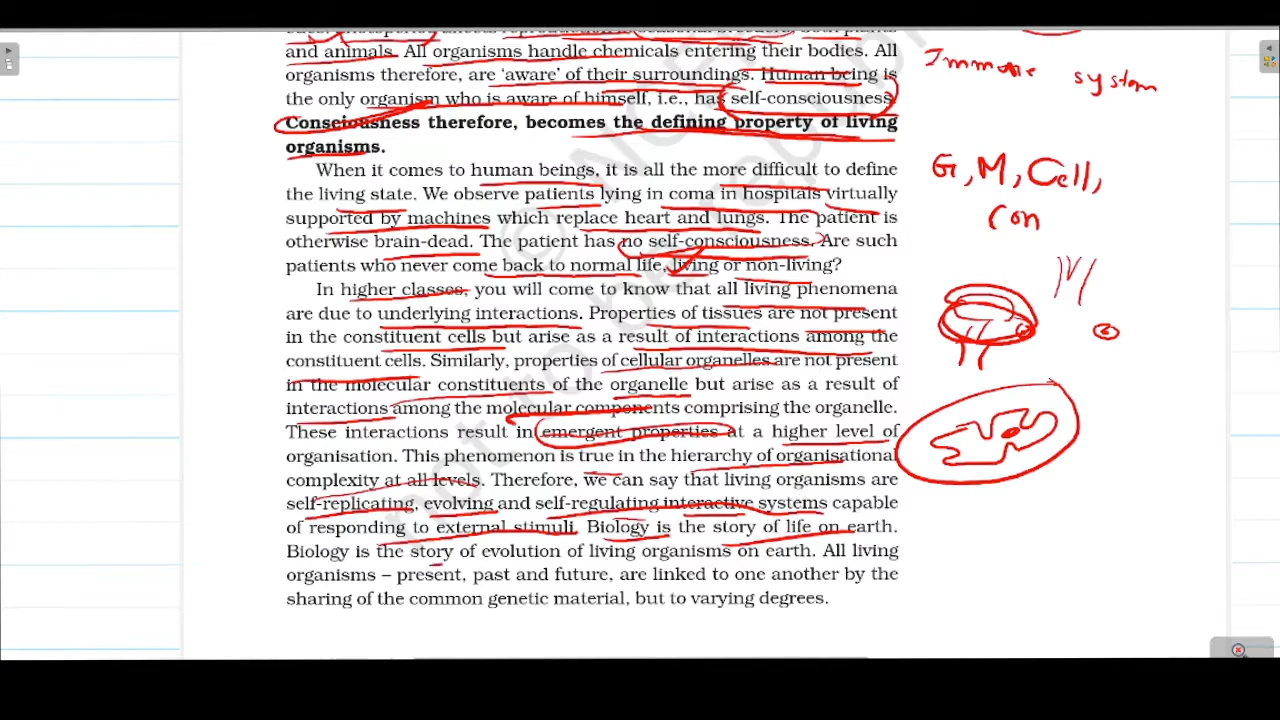 and animals. All organisms handle chemicals entering their bodies. All
organisms therefore, are ‘aware’ of their surroundings. Human being is
the only organism who is aware of himself, i.e., has self-consciousness.
Consciousness therefore, becomes the defining property of living
organisms.
When it comes to human beings, it is all the more difficult to define
the living state. We observe patients lying in coma in hospitals virtually
supported by machines which replace heart and lungs. The patient is
otherwise brain-dead. The patient has no self-consciousness. Are such
patients who never come back to normal life, living or non-living?
In higher classes, you will come to know that all living phenomena
are due to underlying interactions. Properties of tissues are not present
in the constituent cells but arise as a result of interactions among the
constituent cells. Similarly, properties of cellular organelles are not present
in the molecular constituents of the organelle but arise as a result of
interactions among the molecular components comprising the organelle.
These interactions result in emergent properties at a higher level of
organisation. This phenomenon is true in the hierarchy of organisational
complexity at all levels. Therefore, we can say that living organisms are
self-replicating, evolving and self-regulating interactive systems capable
of responding to external stimuli. Biology is the story of life on earth.
Biology is the story of evolution of living organisms on earth. All living
organisms – present, past and future, are linked to one another by the
sharing of the common genetic material, but to varying degrees.
system
G, M, Cell,
Con
not to be